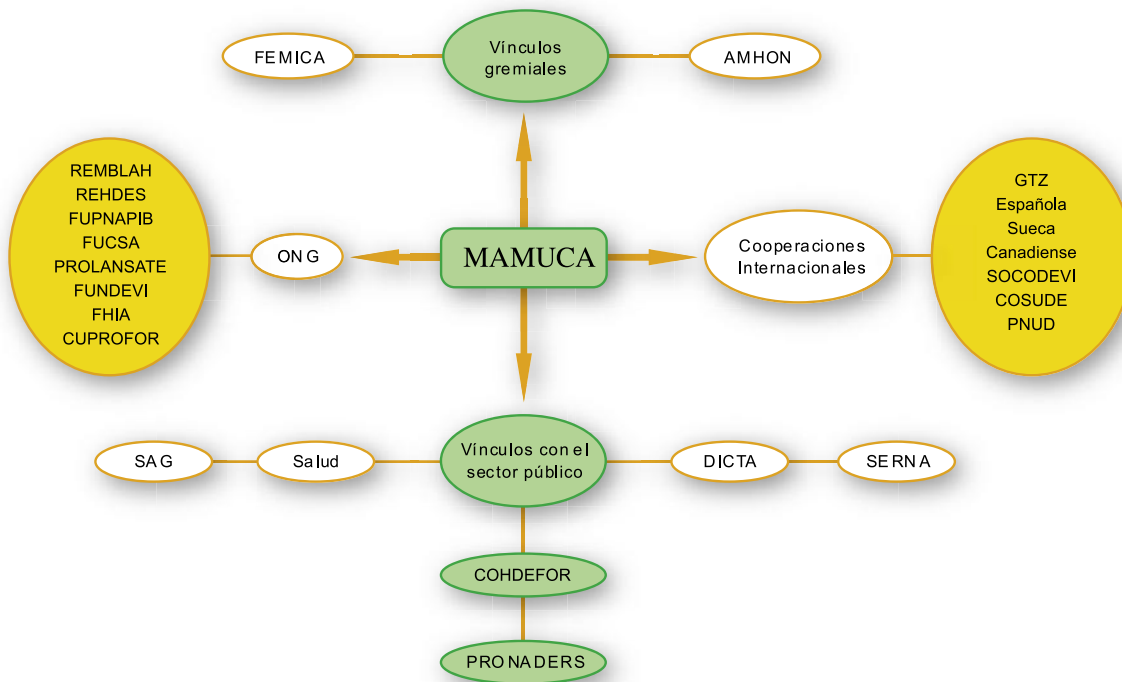 Vínculos
gremiales
FEMICA
AMHON
REMBLAH
REHDES
FUPNAPIB
FUCSA
PROLANSATE
FUNDEVI
FHIA
CUPROFOR
ONG
MAMUCA
Cooperaciones
Internacionales
GTZ
Española
Sueca
Canadiense
SOCODEVI
COSUDE
PNUD
SAG
Salud
Vínculos con el
sector público
DICTA
SERNA
COHDEFOR
PRONADERS